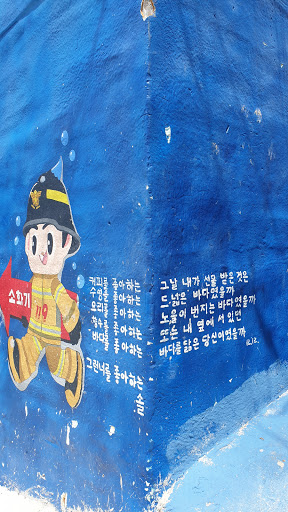 소화기
119
커피를 좋아하는
수영을 좋아하는
요리를 좋아하는
좋아하는
바다를 좋아하는
그런너를 좋아하는 솔
그날 내가 선물 받은 것은
드넓은 바다였을까
노을이 번지는 바다였을까
또는 내 옆에 서 있던
바다를 닮은 당신이었을까